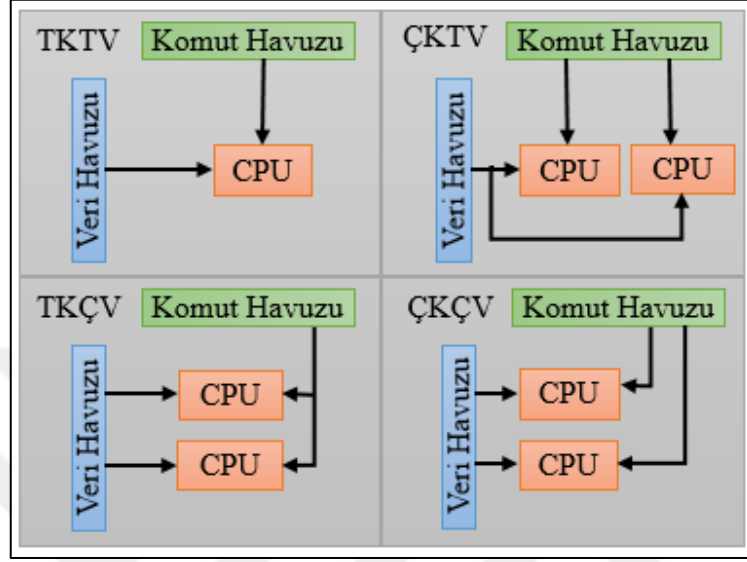 TKTV
Komut Havuzu
Veri Havuzu
CPU
ÇKTV
Komut Havuzu
Veri Havuzu
CPU
CPU
TKÇV
Komut Havuzu
Veri Havuzu
CPU
CPU
ÇKÇV
Komut Havuzu
Veri Havuzu
CPU
CPU